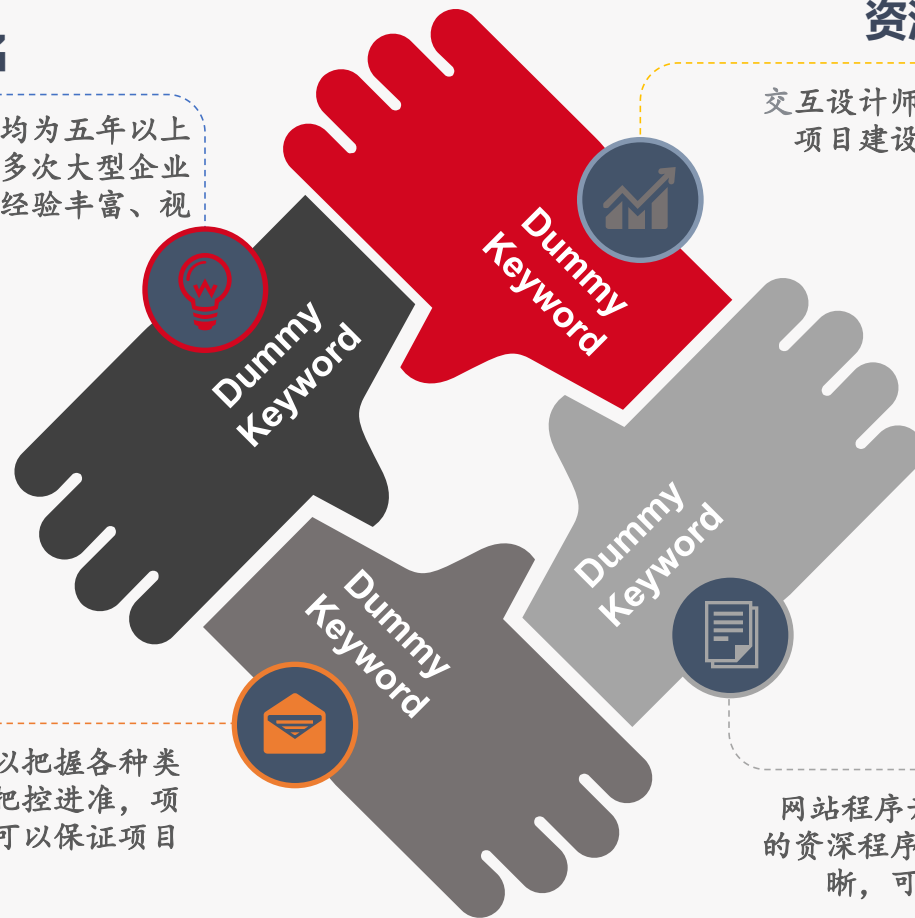 名
均为五年以上
多次大型企业
经验丰富、视
资源
交互设计师
项目建设
Dummy
Keyword
Dummy
Keyword
Dummy
Keyword
Dummy
Keyword
以把握各种类
把控进准，项
可以保证项目
网站程序
的资深程序
晰，可